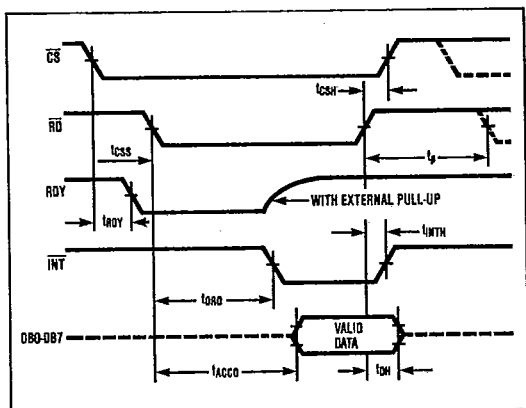 CS
tCSH
RD
tCSS
tP
RDY
WITH EXTERNAL PULL-UP
tRDY
tINTH
INT
tCRD
DB0-DB7
VALID
DATA
tACC0
tDH